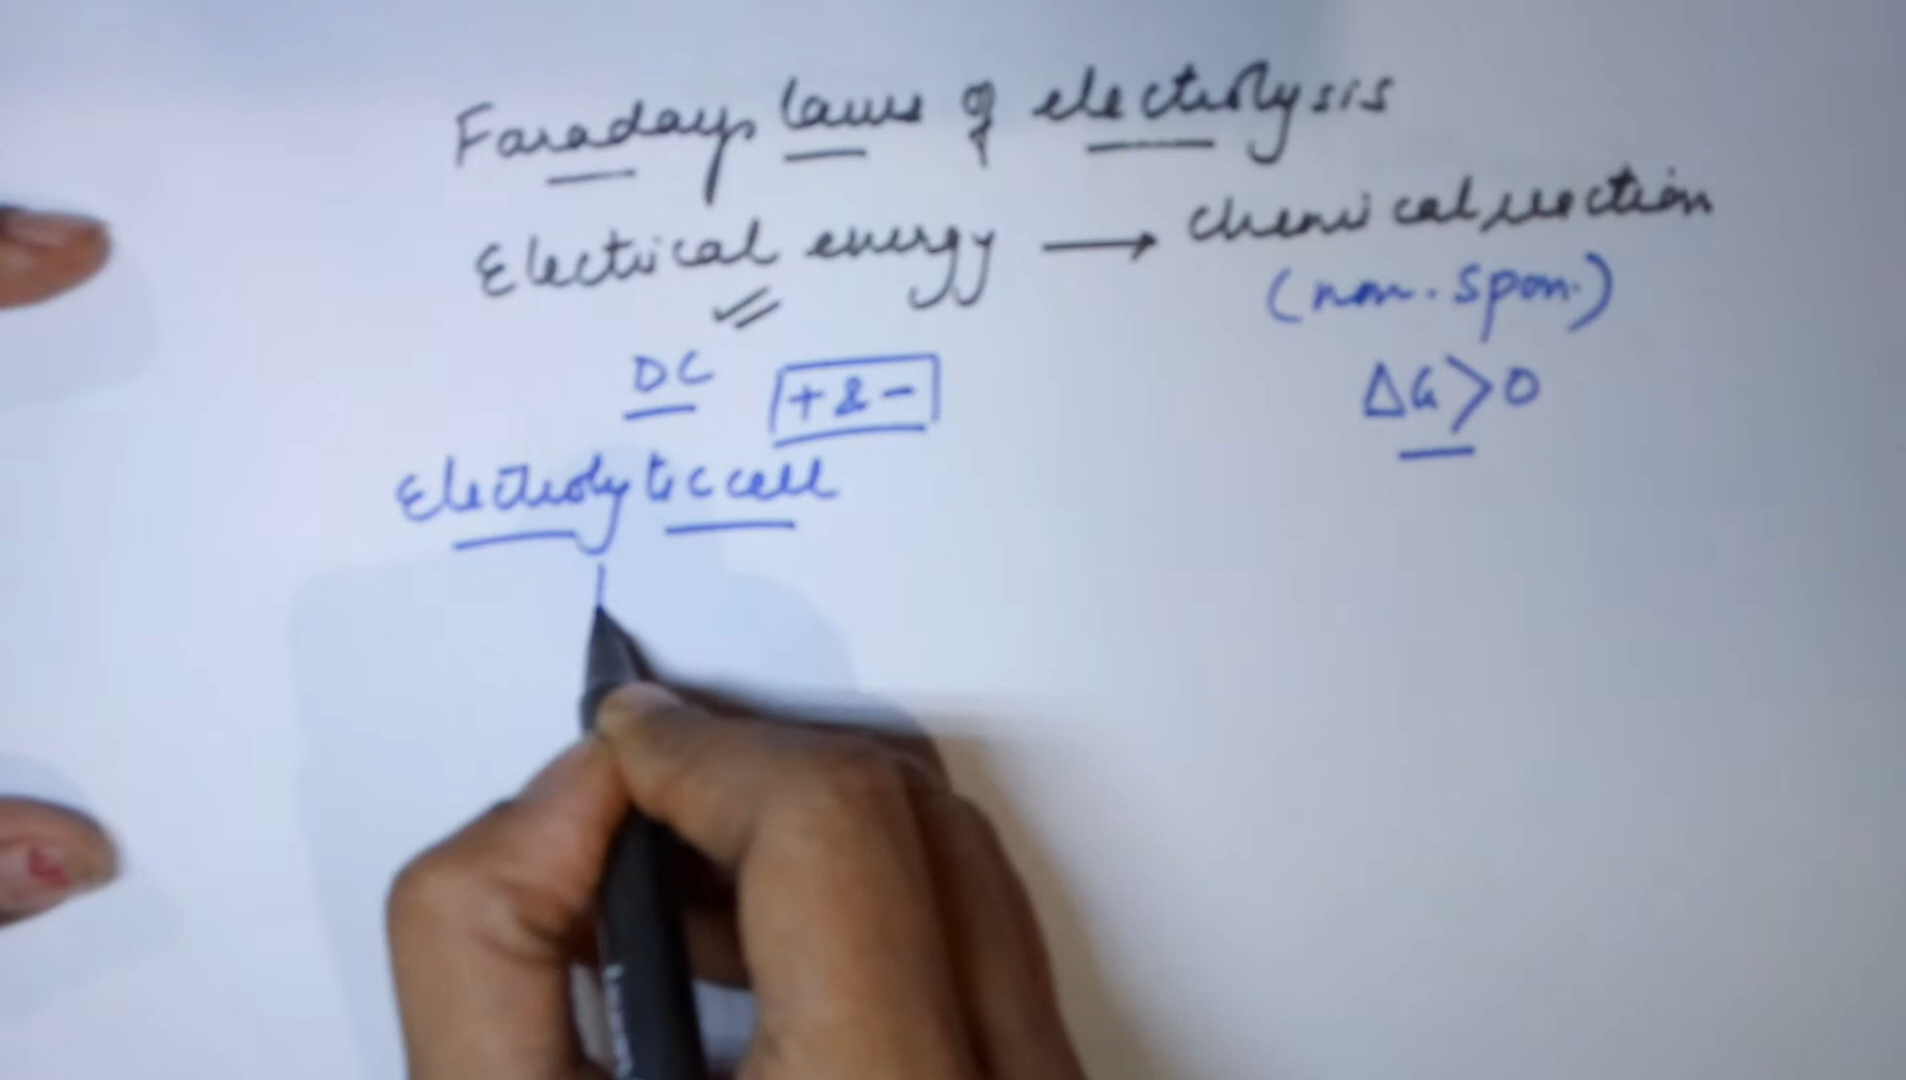 Faradays laws of electrolysis
Electrical energy → chemical reaction
(non. spon.)
DC + & -
ΔG > 0
Electrolytic cell